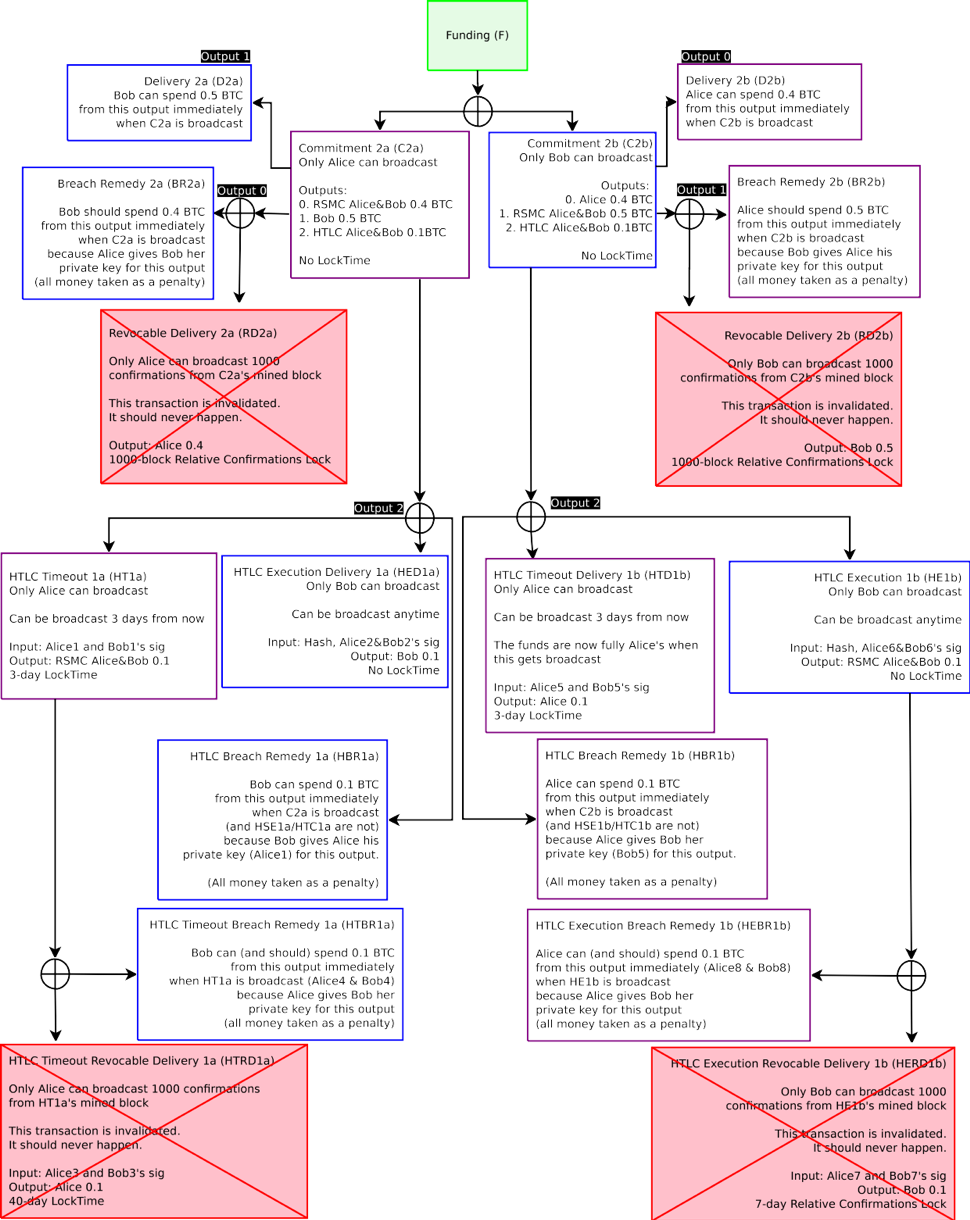 Funding (F)
Output 1
Delivery 2a (D2a)
Bob can spend 0.5 BTC
from this output immediately
when C2a is broadcast
Output 0
Delivery 2b (D2b)
Alice can spend 0.4 BTC
from this output immediately
when C2b is broadcast
Commitment 2a (C2a)
Only Alice can broadcast
Outputs:
0. RSMC Alice&Bob 0.4 BTC
1. Bob 0.5 BTC
2. HTLC Alice&Bob 0.1BTC
No LockTime
Commitment 2b (C2b)
Only Bob can broadcast
Outputs:
0. Alice 0.4 BTC
1. RSMC Alice&Bob 0.5 BTC
2. HTLC Alice&Bob 0.1BTC
No LockTime
Breach Remedy 2a (BR2a)
Bob should spend 0.4 BTC
from this output immediately
when C2a is broadcast
because Alice gives Bob her
private key for this output
(all money taken as a penalty)
Output 0
Output 1
Breach Remedy 2b (BR2b)
Alice should spend 0.5 BTC
from this output immediately
when C2b is broadcast
because Bob gives Alice his
private key for this output
(all money taken as a penalty)
Revocable Delivery 2a (RD2a)
Only Alice can broadcast 1000
confirmations from C2a's mined block
This transaction is invalidated.
It should never happen.
Output: Alice 0.4
1000-block Relative Confirmations Lock
Revocable Delivery 2b (RD2b)
Only Bob can broadcast 1000
confirmations from C2b's mined block
This transaction is invalidated.
It should never happen.
Output: Bob 0.5
1000-block Relative Confirmations Lock
Output 2
Output 2
HTLC Timeout 1a (HT1a)
Only Alice can broadcast
Can be broadcast 3 days from now
Input: Alice1 and Bob1's sig
Output: RSMC Alice&Bob 0.1
3-day LockTime
HTLC Execution Delivery 1a (HED1a)
Only Bob can broadcast
Can be broadcast anytime
Input: Hash, Alice2&Bob2's sig
Output: Bob 0.1
No LockTime
HTLC Timeout Delivery 1b (HTD1b)
Only Alice can broadcast
Can be broadcast 3 days from now
The funds are now fully Alice's when
this gets broadcast
Input: Alice5 and Bob5's sig
Output: Alice 0.1
3-day LockTime
HTLC Execution 1b (HE1b)
Only Bob can broadcast
Can be broadcast anytime
Input: Hash, Alice6&Bob6's sig
Output: RSMC Alice&Bob 0.1
No LockTime
HTLC Breach Remedy 1a (HBR1a)
Bob can spend 0.1 BTC
from this output immediately
when C2a is broadcast
(and HSE1a/HTC1a are not)
because Bob gives Alice his
private key (Alice1) for this output.
(All money taken as a penalty)
HTLC Breach Remedy 1b (HBR1b)
Alice can spend 0.1 BTC
from this output immediately
when C2b is broadcast
(and HSE1b/HTC1b are not)
because Alice gives Bob her
private key (Bob5) for this output.
(All money taken as a penalty)
HTLC Timeout Breach Remedy 1a (HTBR1a)
Bob can (and should) spend 0.1 BTC
from this output immediately
when HT1a is broadcast (Alice4 & Bob4)
because Alice gives Bob her
private key for this output
(all money taken as a penalty)
HTLC Execution Breach Remedy 1b (HEBR1b)
Alice can (and should) spend 0.1 BTC
from this output immediately (Alice8 & Bob8)
when HE1b is broadcast
because Alice gives Bob her
private key for this output
(all money taken as a penalty)
HTLC Timeout Revocable Delivery 1a (HTRD1a)
Only Alice can broadcast 1000 confirmations
from HT1a's mined block
This transaction is invalidated.
It should never happen.
Input: Alice3 and Bob3's sig
Output: Alice 0.1
40-day LockTime
HTLC Execution Revocable Delivery 1b (HERD1b)
Only Bob can broadcast 1000
confirmations from HE1b's mined block
This transaction is invalidated.
It should never happen.
Input: Alice7 and Bob7's sig
Output: Bob 0.1
7-day Relative Confirmations Lock